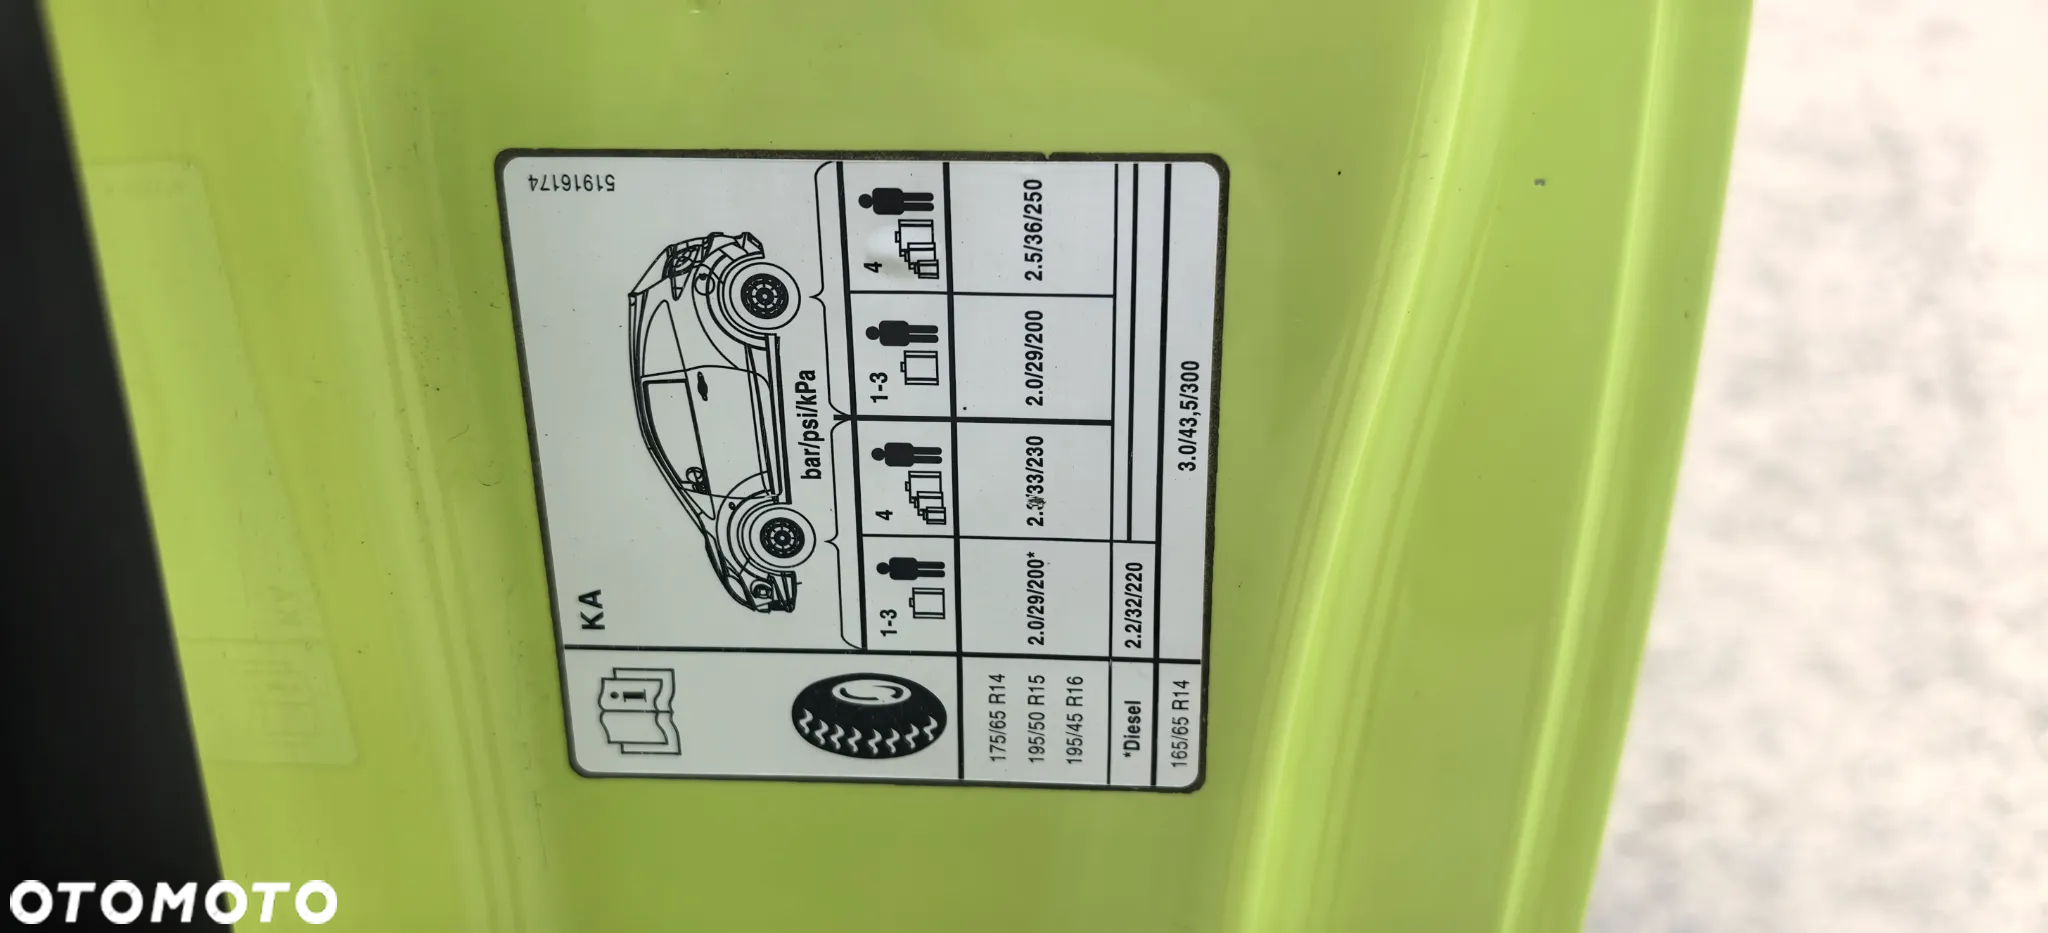 51916174
KA
bar/psi/kPa
1-3 4 1-3 4
175/65 R14
195/50 R15 2.0/29/200* 2.3/33/230 2.0/29/200 2.5/36/250
195/45 R16
*Diesel 2.2/32/220
165/65 R14 3.0/43,5/300
OTOMOTO